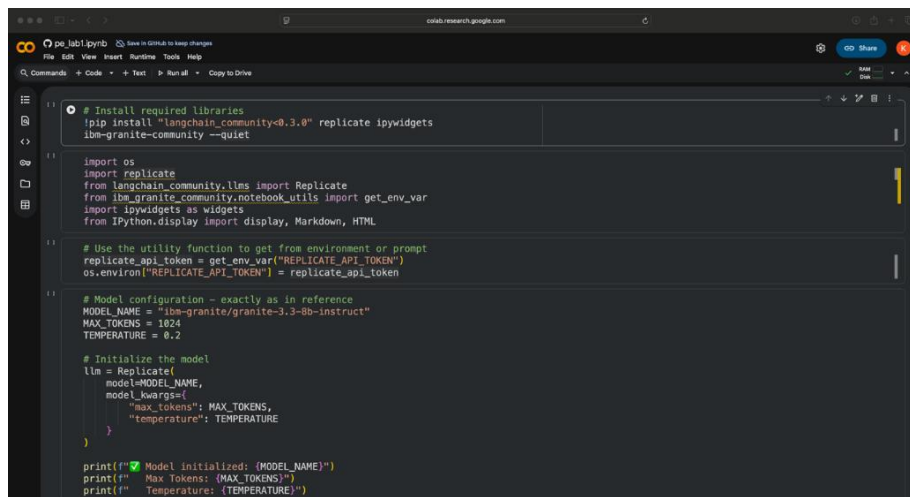 colab.research.google.com
pe_lab1.ipynb Save in GitHub to keep changes
File Edit View Insert Runtime Tools Help
Share
K
Commands + Code + Text Run all Copy to Drive
RAM
Disk
[ ]
# Install required libraries
!pip install "langchain_community<0.3.0" replicate ipywidgets
ibm-granite-community --quiet
[ ]
import os
import replicate
from langchain_community.llms import Replicate
from ibm_granite_community.notebook_utils import get_env_var
import ipywidgets as widgets
from IPython.display import display, Markdown, HTML
[ ]
# Use the utility function to get from environment or prompt
replicate_api_token = get_env_var("REPLICATE_API_TOKEN")
os.environ["REPLICATE_API_TOKEN"] = replicate_api_token
[ ]
# Model configuration – exactly as in reference
MODEL_NAME = "ibm-granite/granite-3.3-8b-instruct"
MAX_TOKENS = 1024
TEMPERATURE = 0.2
# Initialize the model
llm = Replicate(
model=MODEL_NAME,
model_kwargs={
"max_tokens": MAX_TOKENS,
"temperature": TEMPERATURE
}
)
print(f"✅ Model initialized: {MODEL_NAME}")
print(f"   Max Tokens: {MAX_TOKENS}")
print(f"   Temperature: {TEMPERATURE}")